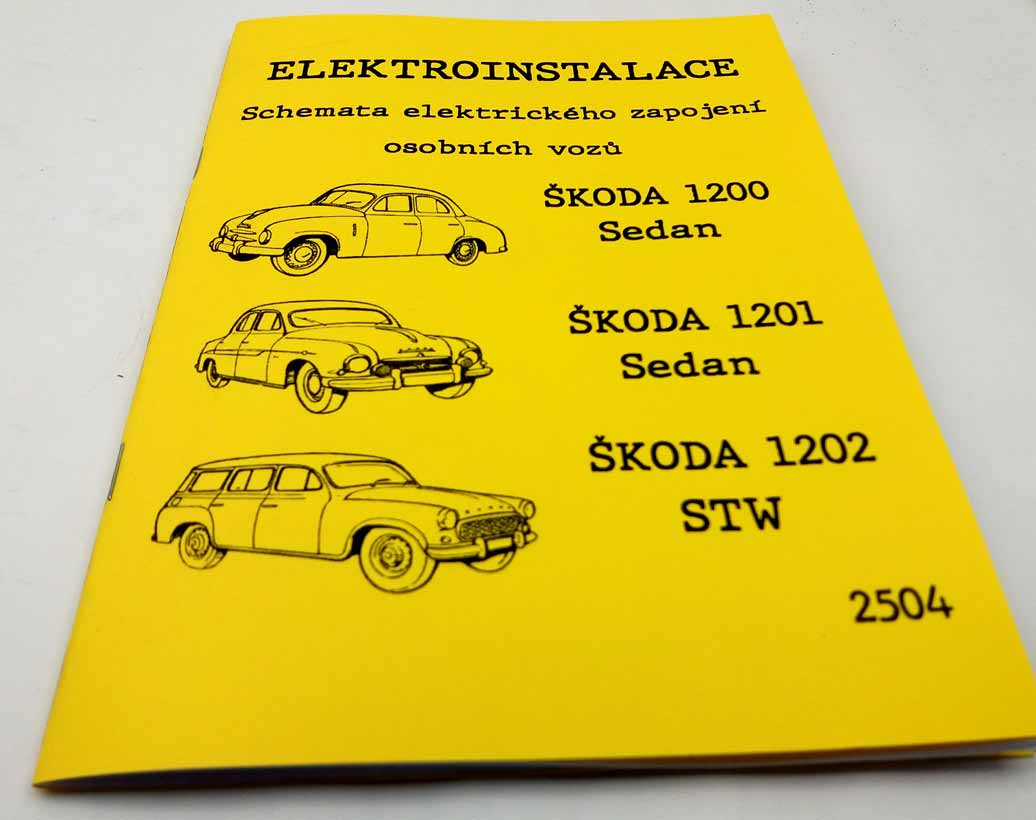 ELEKTROINSTALACE
Schemata elektrického zapojení
osobních vozů
ŠKODA 1200
Sedan
ŠKODA 1201
Sedan
ŠKODA 1202
STW
2504